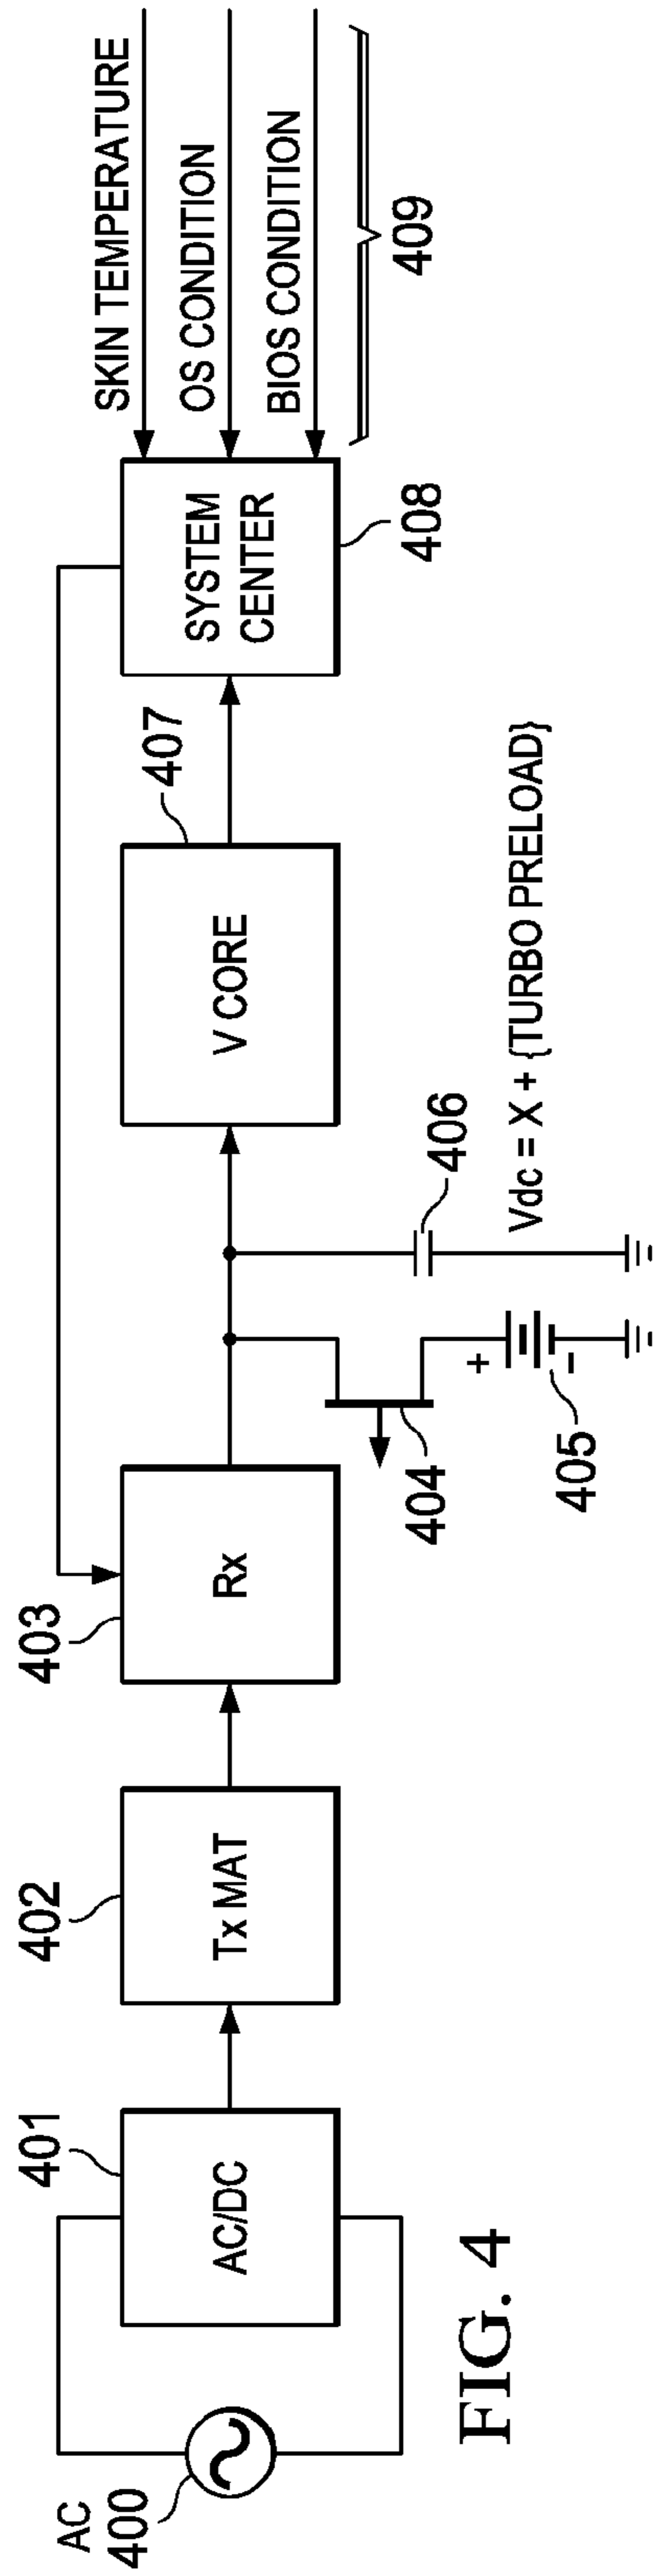 AC
400
401
AC/DC
402
Tx MAT
403
Rx
404
405
+
−
406
Vdc = X + {TURBO PRELOAD}
407
V CORE
SYSTEM
CENTER
408
SKIN TEMPERATURE
OS CONDITION
BIOS CONDITION
409
FIG. 4